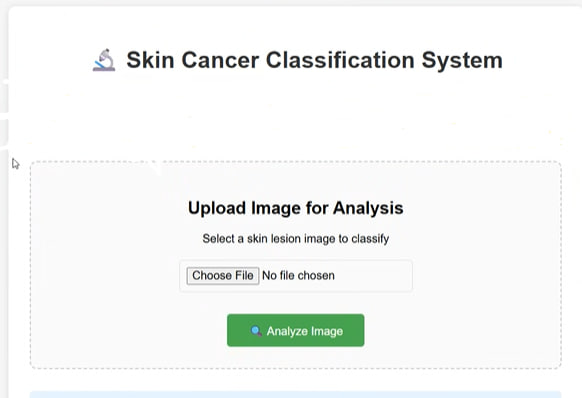 Skin Cancer Classification System
Upload Image for Analysis
Select a skin lesion image to classify
Choose File No file chosen
Analyze Image